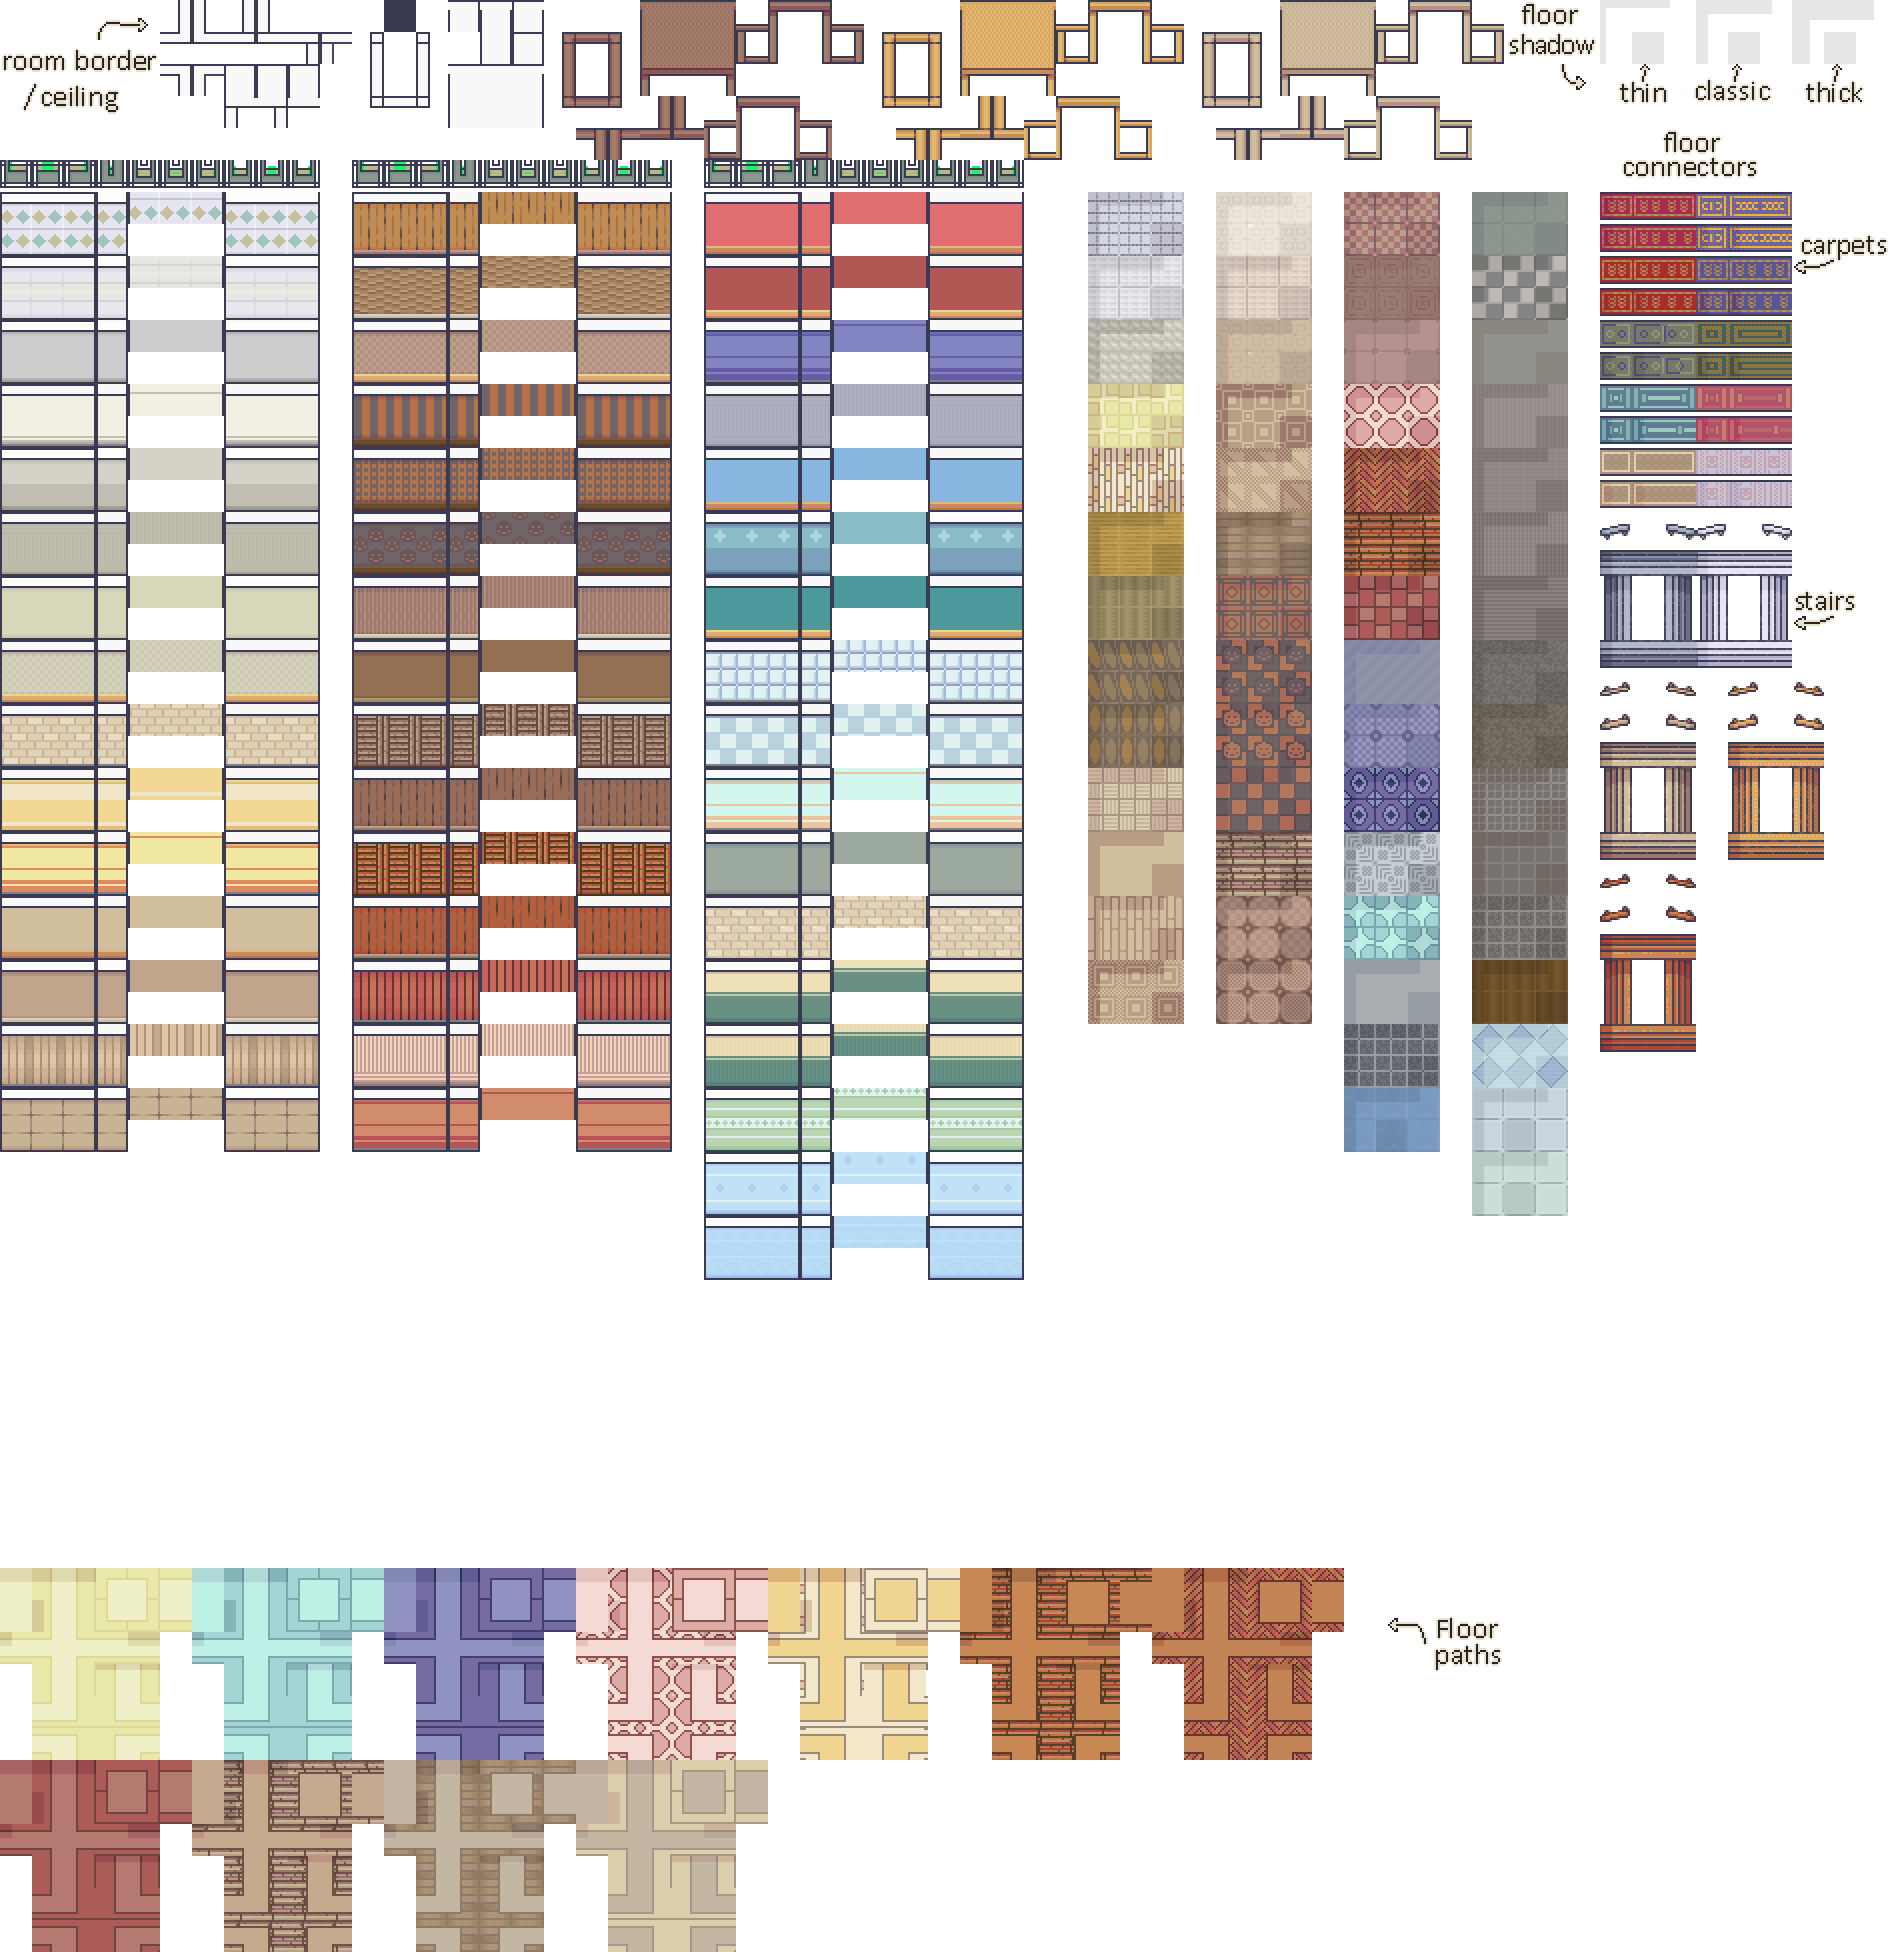 room border
/ceiling
floor
shadow
thin
classic
thick
floor
connectors
carpets
stairs
Floor
paths